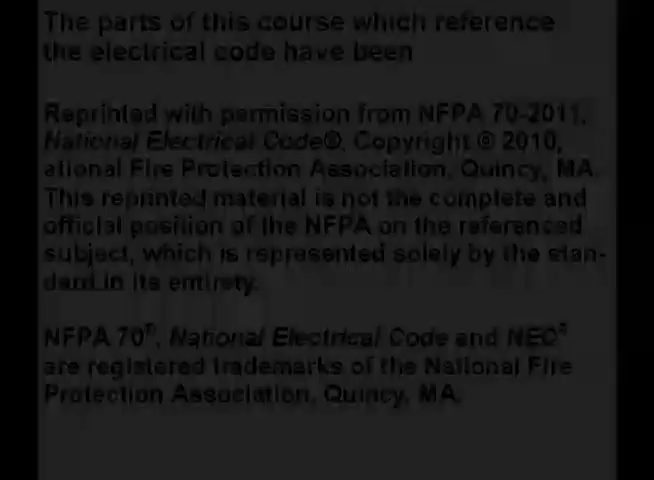 The parts of this course which reference
the electrical code have been
Reprinted with permission from NFPA 70-2011,
National Electrical Code®, Copyright © 2010,
ational Fire Protection Association, Quincy, MA.
This reprinted material is not the complete and
official position of the NFPA on the referenced
subject, which is represented solely by the stan-
dard in its entirety.
NFPA 70®, National Electrical Code and NEC®
are registered trademarks of the National Fire
Protection Association, Quincy, MA.